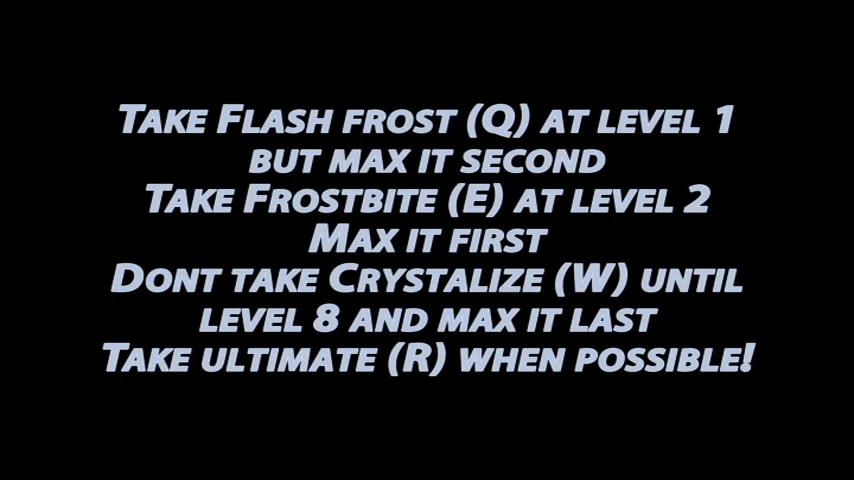 Take Flash frost (Q) at level 1
but max it second
Take Frostbite (E) at level 2
Max it first
Dont take Crystalize (W) until
level 8 and max it last
Take ultimate (R) when possible!